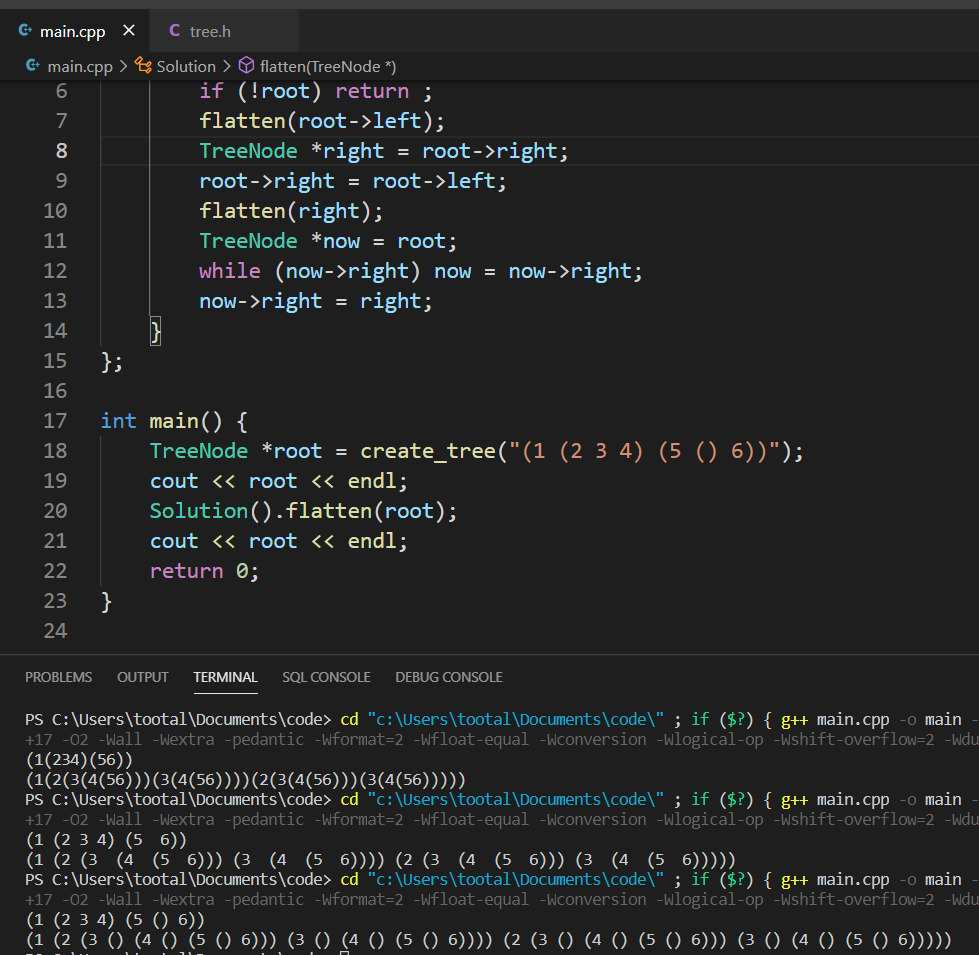 main.cpp
tree.h
main.cpp > Solution > flatten(TreeNode *)
6 if (!root) return ;
7 flatten(root->left);
8 TreeNode *right = root->right;
9 root->right = root->left;
10 flatten(right);
11 TreeNode *now = root;
12 while (now->right) now = now->right;
13 now->right = right;
14 }
15 };
16
17 int main() {
18 TreeNode *root = create_tree("(1 (2 3 4) (5 () 6))");
19 cout << root << endl;
20 Solution().flatten(root);
21 cout << root << endl;
22 return 0;
23 }
24
PROBLEMS OUTPUT TERMINAL SQL CONSOLE DEBUG CONSOLE
PS C:\Users\tootal\Documents\code> cd "c:\Users\tootal\Documents\code\" ; if ($?) { g++ main.cpp -o main -
+17 -O2 -Wall -Wextra -pedantic -Wformat=2 -Wfloat-equal -Wconversion -Wlogical-op -Wshift-overflow=2 -Wdu
(1(234)(56))
(1(2(3(4(56)))(3(4(56))))(2(3(4(56)))(3(4(56)))))
PS C:\Users\tootal\Documents\code> cd "c:\Users\tootal\Documents\code\" ; if ($?) { g++ main.cpp -o main -
+17 -O2 -Wall -Wextra -pedantic -Wformat=2 -Wfloat-equal -Wconversion -Wlogical-op -Wshift-overflow=2 -Wdu
(1 (2 3 4) (5  6))
(1 (2 (3  (4  (5  6))) (3  (4  (5  6)))) (2 (3  (4  (5  6))) (3  (4  (5  6)))))
PS C:\Users\tootal\Documents\code> cd "c:\Users\tootal\Documents\code\" ; if ($?) { g++ main.cpp -o main -
+17 -O2 -Wall -Wextra -pedantic -Wformat=2 -Wfloat-equal -Wconversion -Wlogical-op -Wshift-overflow=2 -Wdu
(1 (2 3 4) (5 () 6))
(1 (2 (3 () (4 () (5 () 6))) (3 () (4 () (5 () 6)))) (2 (3 () (4 () (5 () 6))) (3 () (4 () (5 () 6)))))